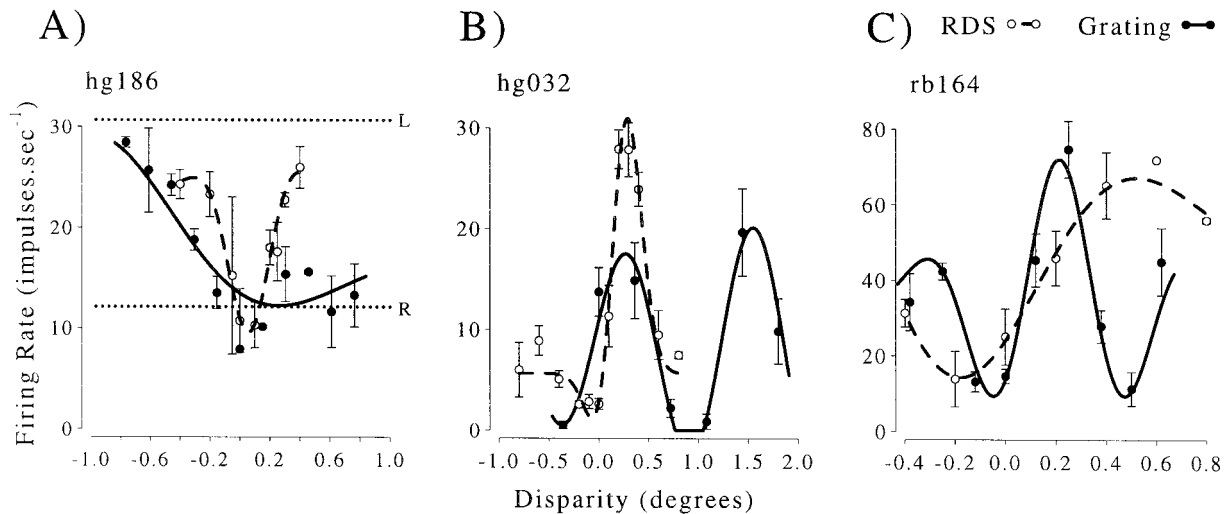 A) B) C) RDS Grating
hg186 hg032 rb164
Firing Rate (impulses.sec⁻¹)
30 20 10 0
L
R
-1.0 -0.6 -0.2 0.2 0.6 1.0
30 20 10 0
-1.0 -0.5 0.0 0.5 1.0 1.5 2.0
80 60 40 20 0
-0.4 0.0 0.2 0.4 0.6 0.8
Disparity (degrees)